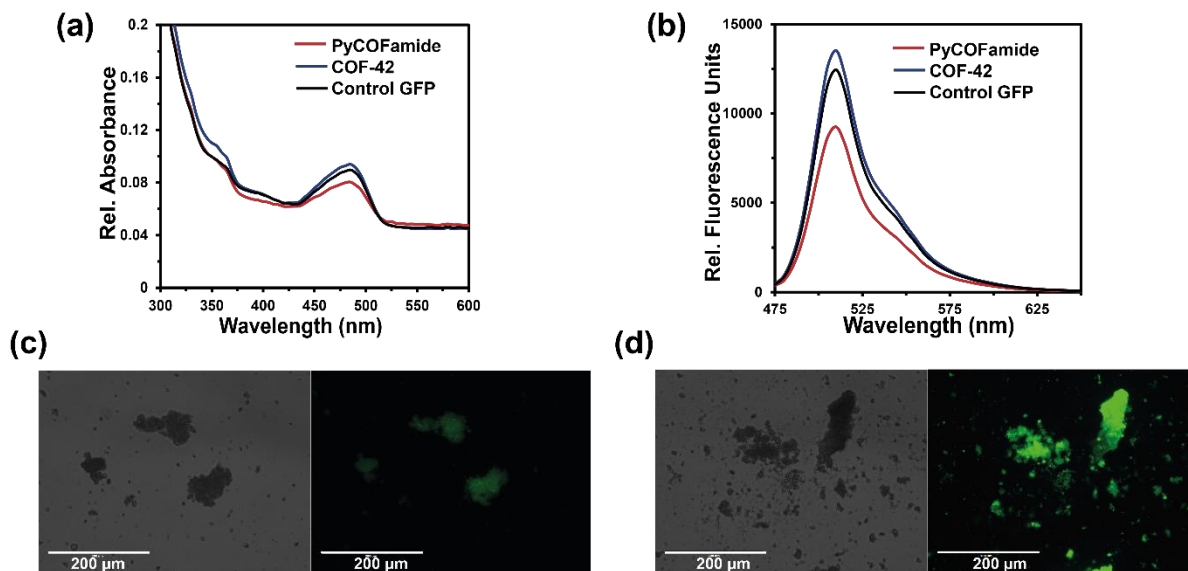 (a)
0.2
0.16
0.12
0.08
0.04
0
Rel. Absorbance
PyCOFamide
COF-42
Control GFP
300 350 400 450 500 550 600
Wavelength (nm)
(b)
15000
10000
5000
0
Rel. Fluorescence Units
PyCOFamide
COF-42
Control GFP
475 525 575 625
Wavelength (nm)
(c)
200 µm
200 µm
(d)
200 µm
200 µm